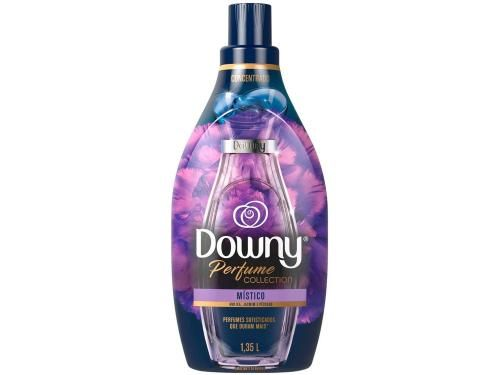 CONCENTRADO
Downy
Downy®
Perfume
COLLECTION
MÍSTICO
PERFUMES SOFISTICADOS
QUE DURAM MAIS*
1,35 L